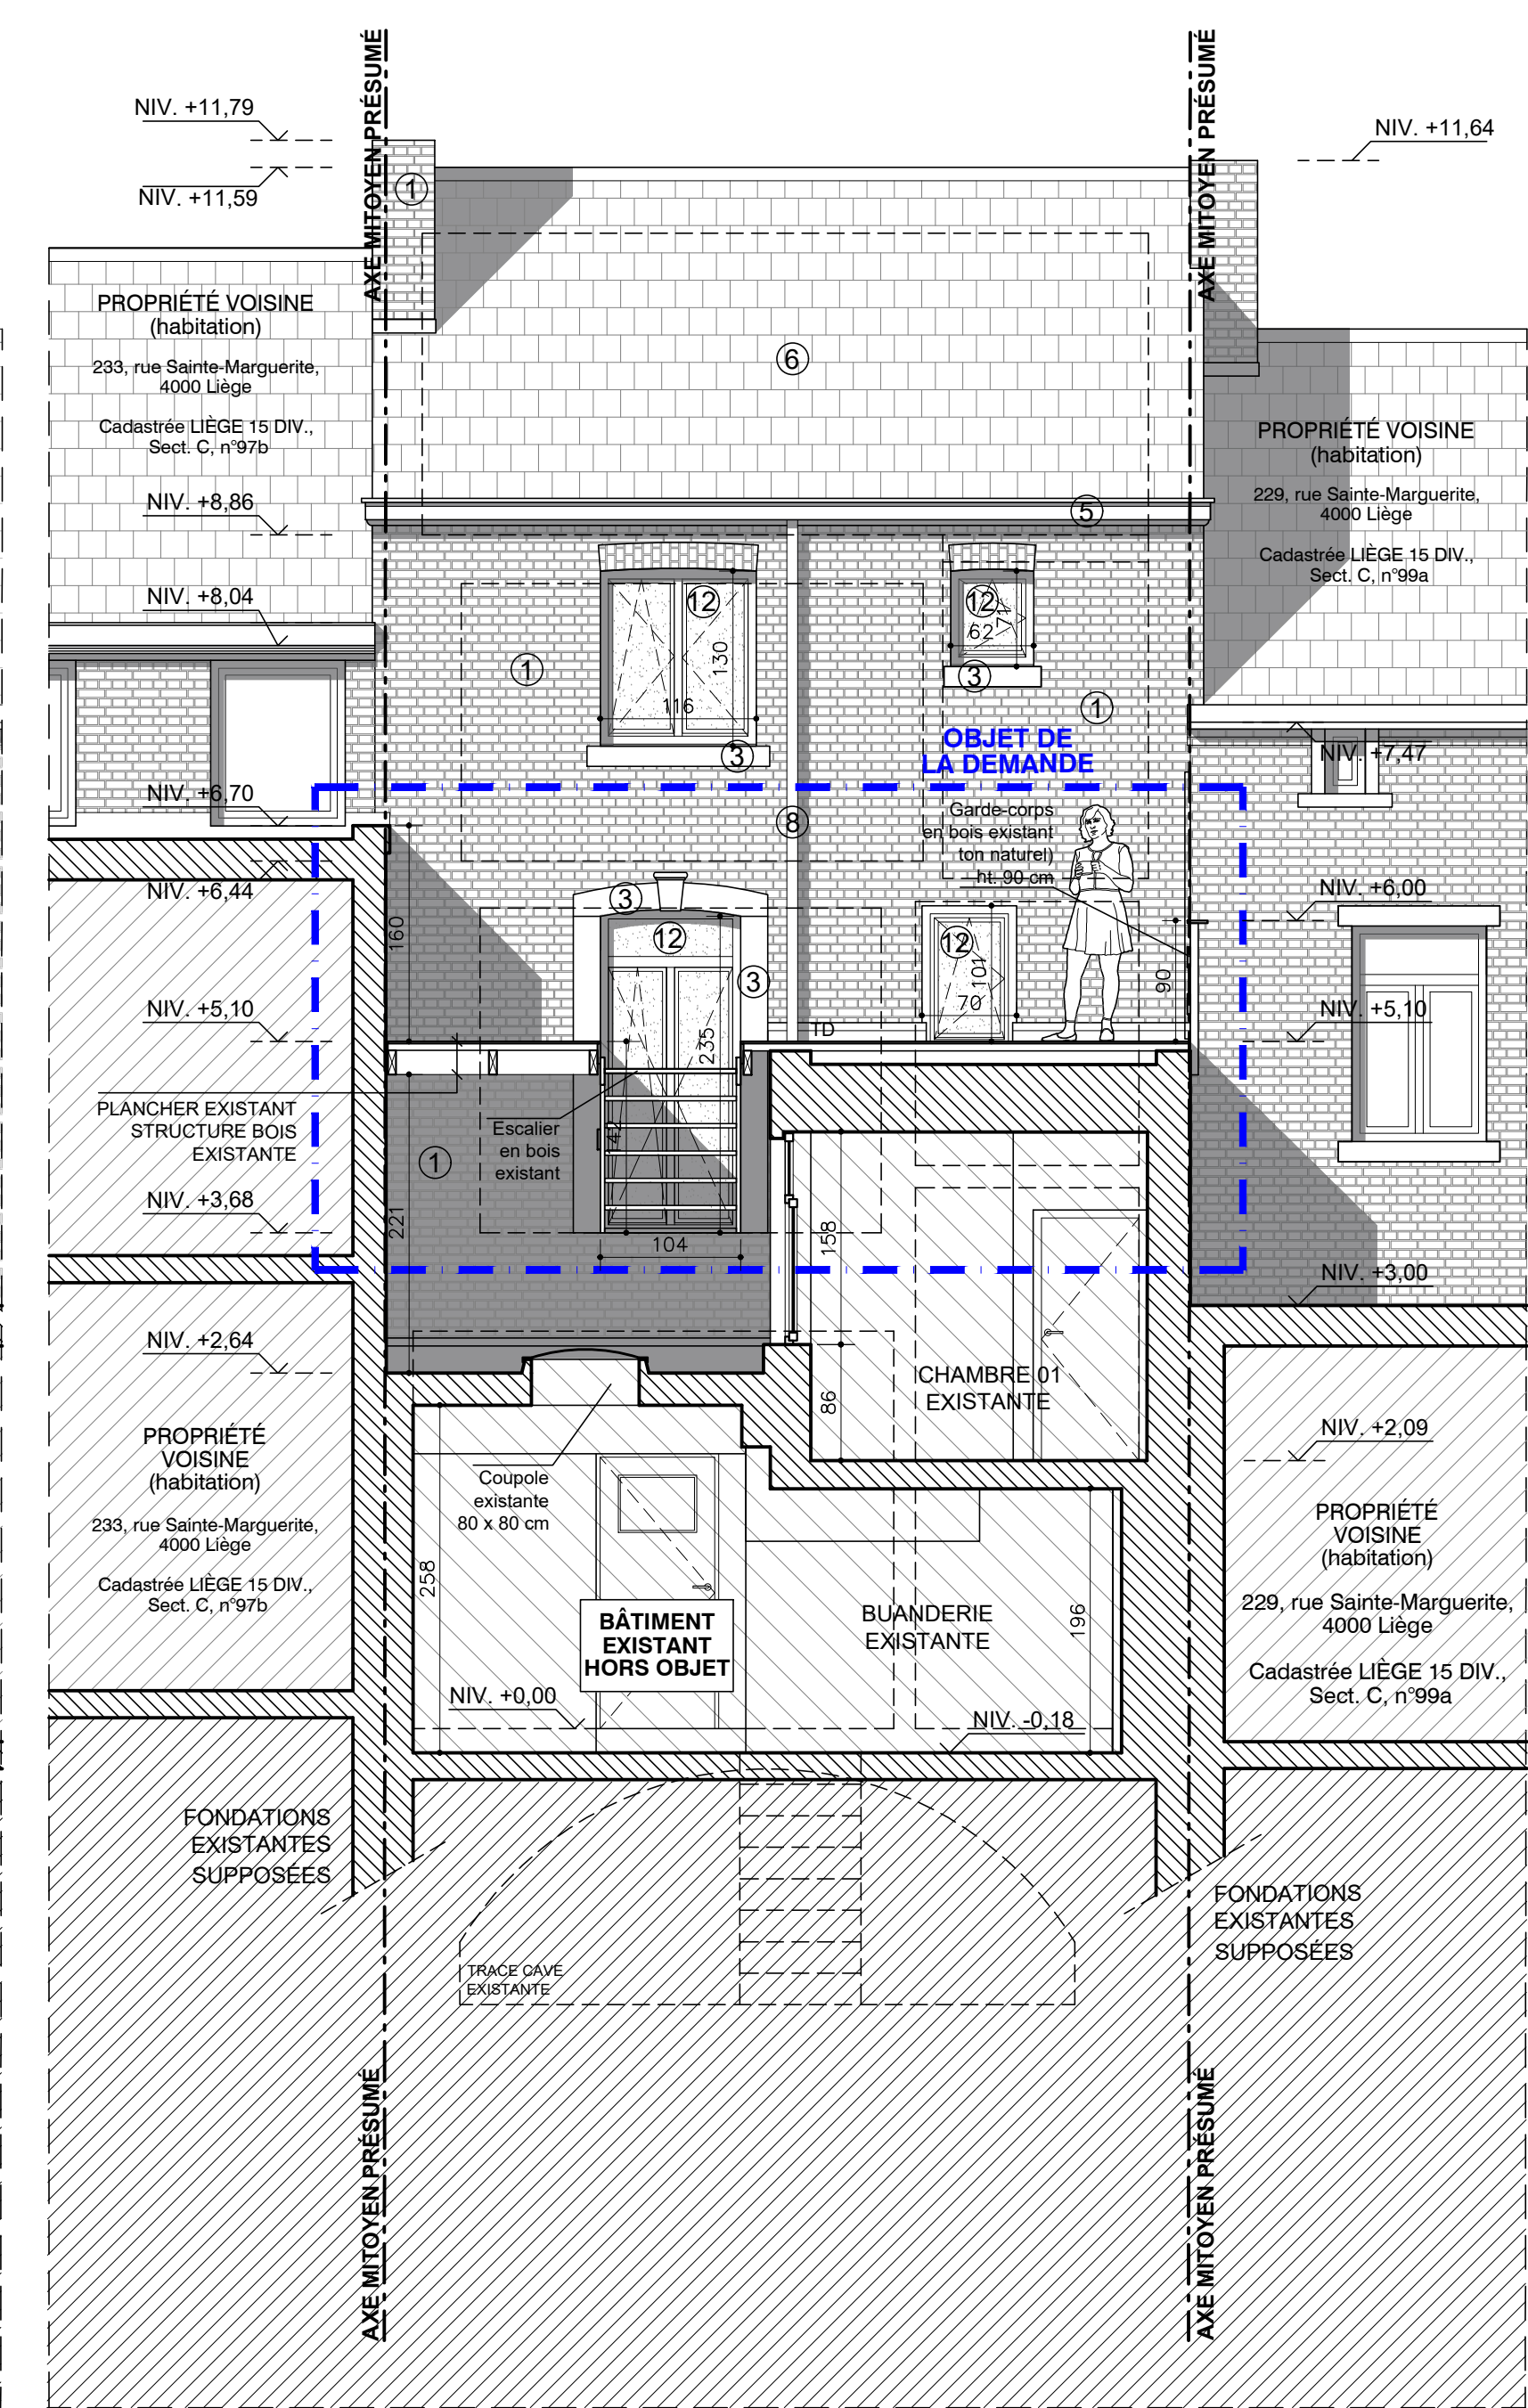 AXE MITOYEN PRÉSUMÉ
AXE MITOYEN PRÉSUMÉ
NIV. +11,79
NIV. +11,59
NIV. +11,64
1
PROPRIÉTÉ VOISINE
(habitation)
233, rue Sainte-Marguerite,
4000 Liège
Cadastrée LIÈGE 15 DIV.,
Sect. C, n°97b
6
PROPRIÉTÉ VOISINE
(habitation)
229, rue Sainte-Marguerite,
4000 Liège
Cadastrée LIÈGE 15 DIV.,
Sect. C, n°99a
NIV. +8,86
5
NIV. +8,04
12
130
116
3
12
71
62
3
1
1
OBJET DE
LA DEMANDE
NIV. +7,47
NIV. +6,70
8
Garde-corps
en bois existant
ton naturel)
ht. 90 cm
NIV. +6,44
NIV. +6,00
160
3
12
3
235
12
101
70
90
NIV. +5,10
TD
NIV. +5,10
PLANCHER EXISTANT
STRUCTURE BOIS
EXISTANTE
1
Escalier
en bois
existant
NIV. +3,68
221
104
158
NIV. +3,00
NIV. +2,64
86
CHAMBRE 01
EXISTANTE
NIV. +2,09
PROPRIÉTÉ
VOISINE
(habitation)
233, rue Sainte-Marguerite,
4000 Liège
Cadastrée LIÈGE 15 DIV.,
Sect. C, n°97b
Coupole
existante
80 x 80 cm
258
BÂTIMENT
EXISTANT
HORS OBJET
BUANDERIE
EXISTANTE
196
PROPRIÉTÉ
VOISINE
(habitation)
229, rue Sainte-Marguerite,
4000 Liège
Cadastrée LIÈGE 15 DIV.,
Sect. C, n°99a
NIV. +0,00
NIV. -0,18
FONDATIONS
EXISTANTES
SUPPOSÉES
FONDATIONS
EXISTANTES
SUPPOSÉES
TRACE CAVE
EXISTANTE
AXE MITOYEN PRÉSUMÉ
AXE MITOYEN PRÉSUMÉ